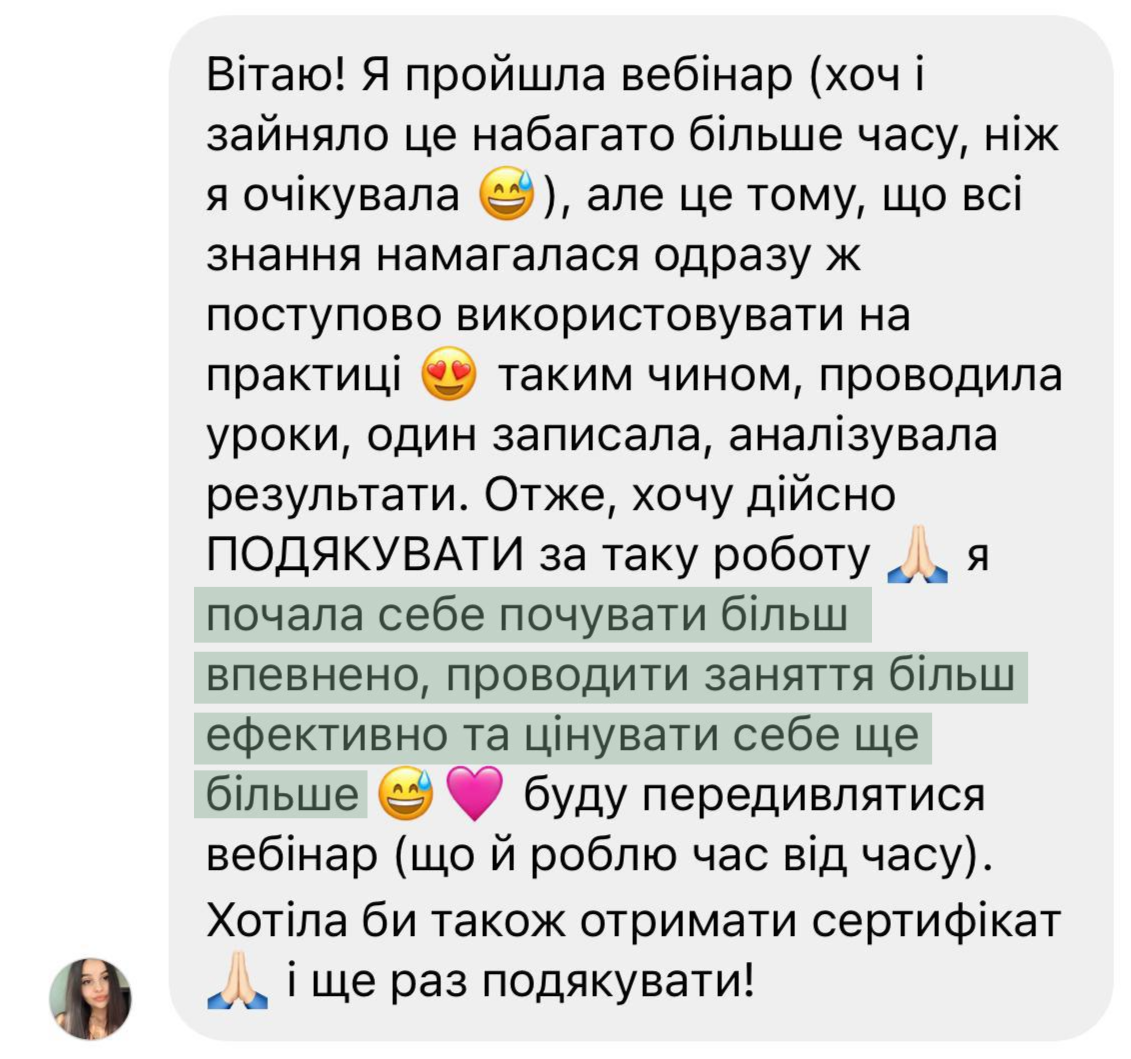 Вітаю! Я пройшла вебінар (хоч і
зайняло це набагато більше часу, ніж
я очікувала 😅), але це тому, що всі
знання намагалася одразу ж
поступово використовувати на
практиці 😍 таким чином, проводила
уроки, один записала, аналізувала
результати. Отже, хочу дійсно
ПОДЯКУВАТИ за таку роботу 🙏🏻 я
почала себе почувати більш
впевнено, проводити заняття більш
ефективно та цінувати себе ще
більше 😅🩷 буду передивлятися
вебінар (що й роблю час від часу).
Хотіла би також отримати сертифікат
🙏🏻 і ще раз подякувати!